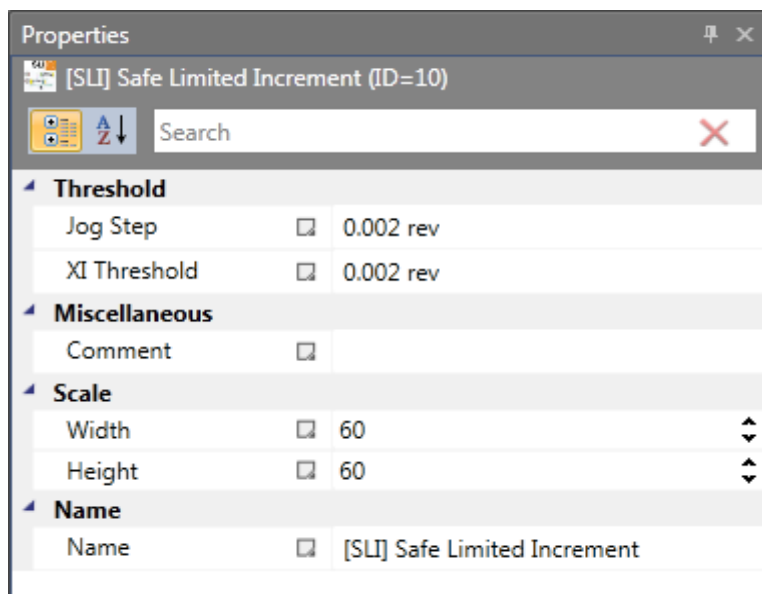 Properties
[SLI] Safe Limited Increment (ID=10)
A
Z
Search
Threshold
Jog Step 0.002 rev
XI Threshold 0.002 rev
Miscellaneous
Comment
Scale
Width 60
Height 60
Name
Name [SLI] Safe Limited Increment